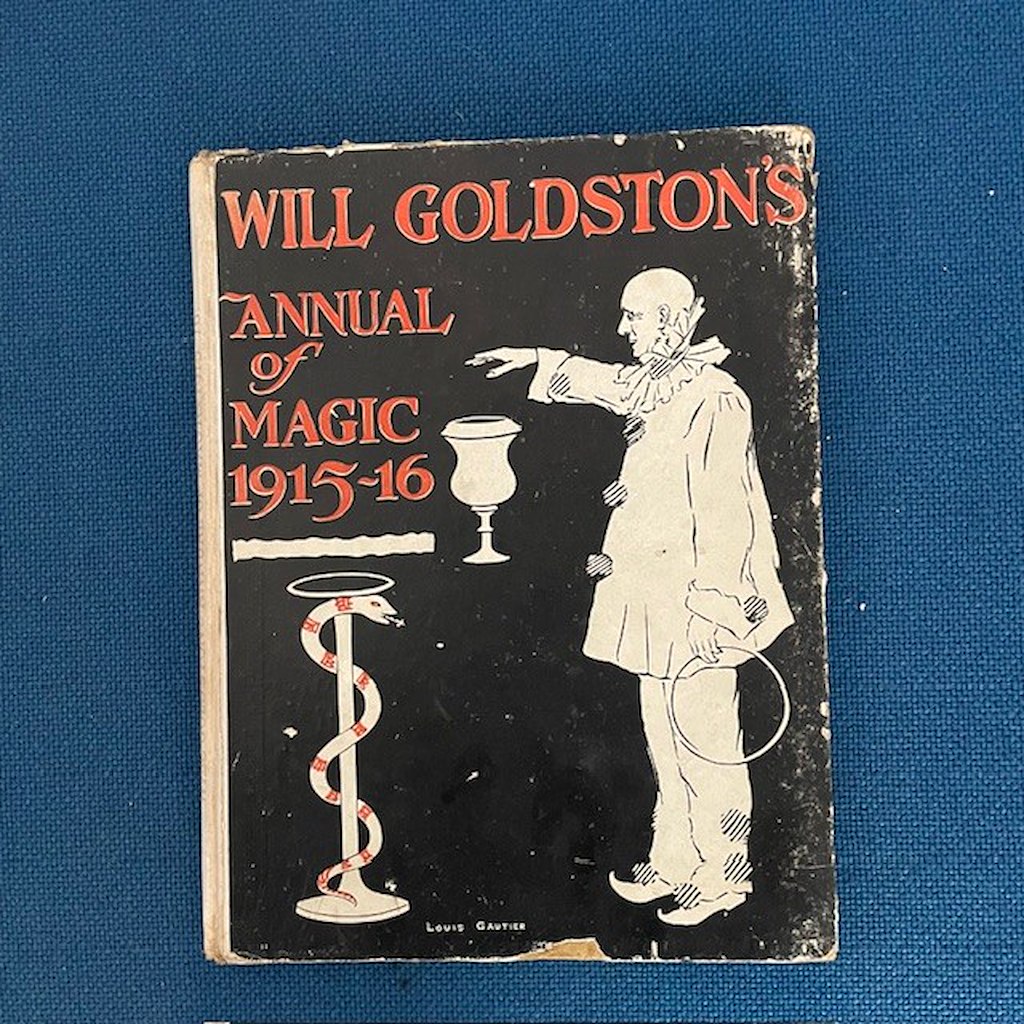 WILL GOLDSTON'S
ANNUAL
of
MAGIC
1915-16
LOUIS GAUTIER